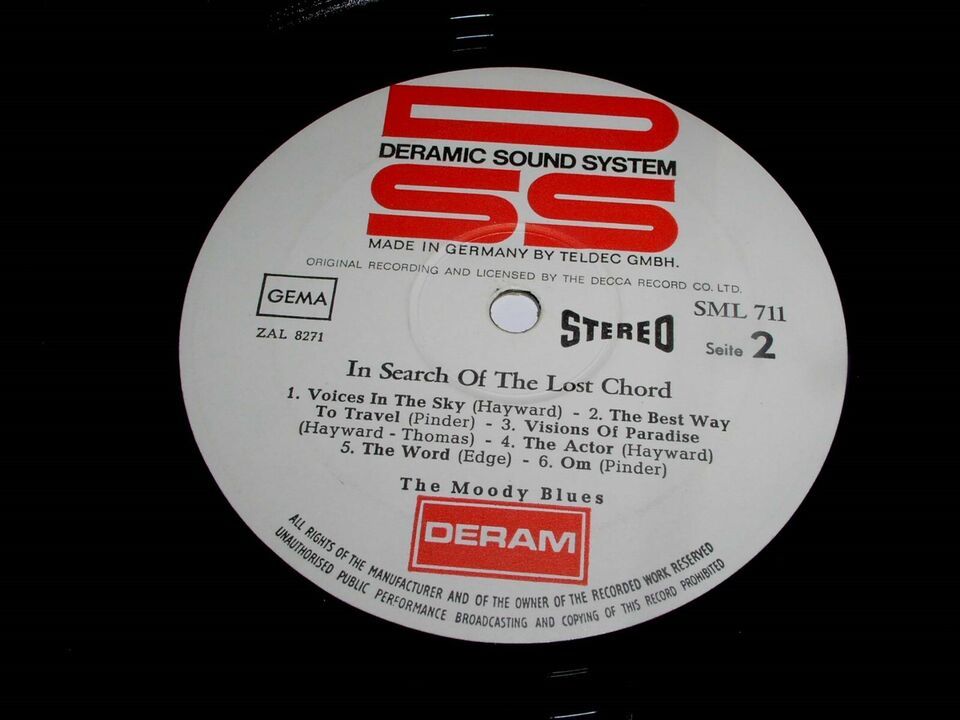 DSS
DERAMIC SOUND SYSTEM
MADE IN GERMANY BY TELDEC GMBH.
ORIGINAL RECORDING AND LICENSED BY THE DECCA RECORD CO. LTD.
GEMA
ZAL 8271
STEREO
SML 711
Seite 2
In Search Of The Lost Chord
1. Voices In The Sky (Hayward) - 2. The Best Way
To Travel (Pinder) - 3. Visions Of Paradise
(Hayward - Thomas) - 4. The Actor (Hayward)
5. The Word (Edge) - 6. Om (Pinder)
The Moody Blues
DERAM
ALL RIGHTS OF THE MANUFACTURER AND OF THE OWNER OF THE RECORDED WORK RESERVED
UNAUTHORISED PUBLIC PERFORMANCE BROADCASTING AND COPYING OF THIS RECORD PROHIBITED